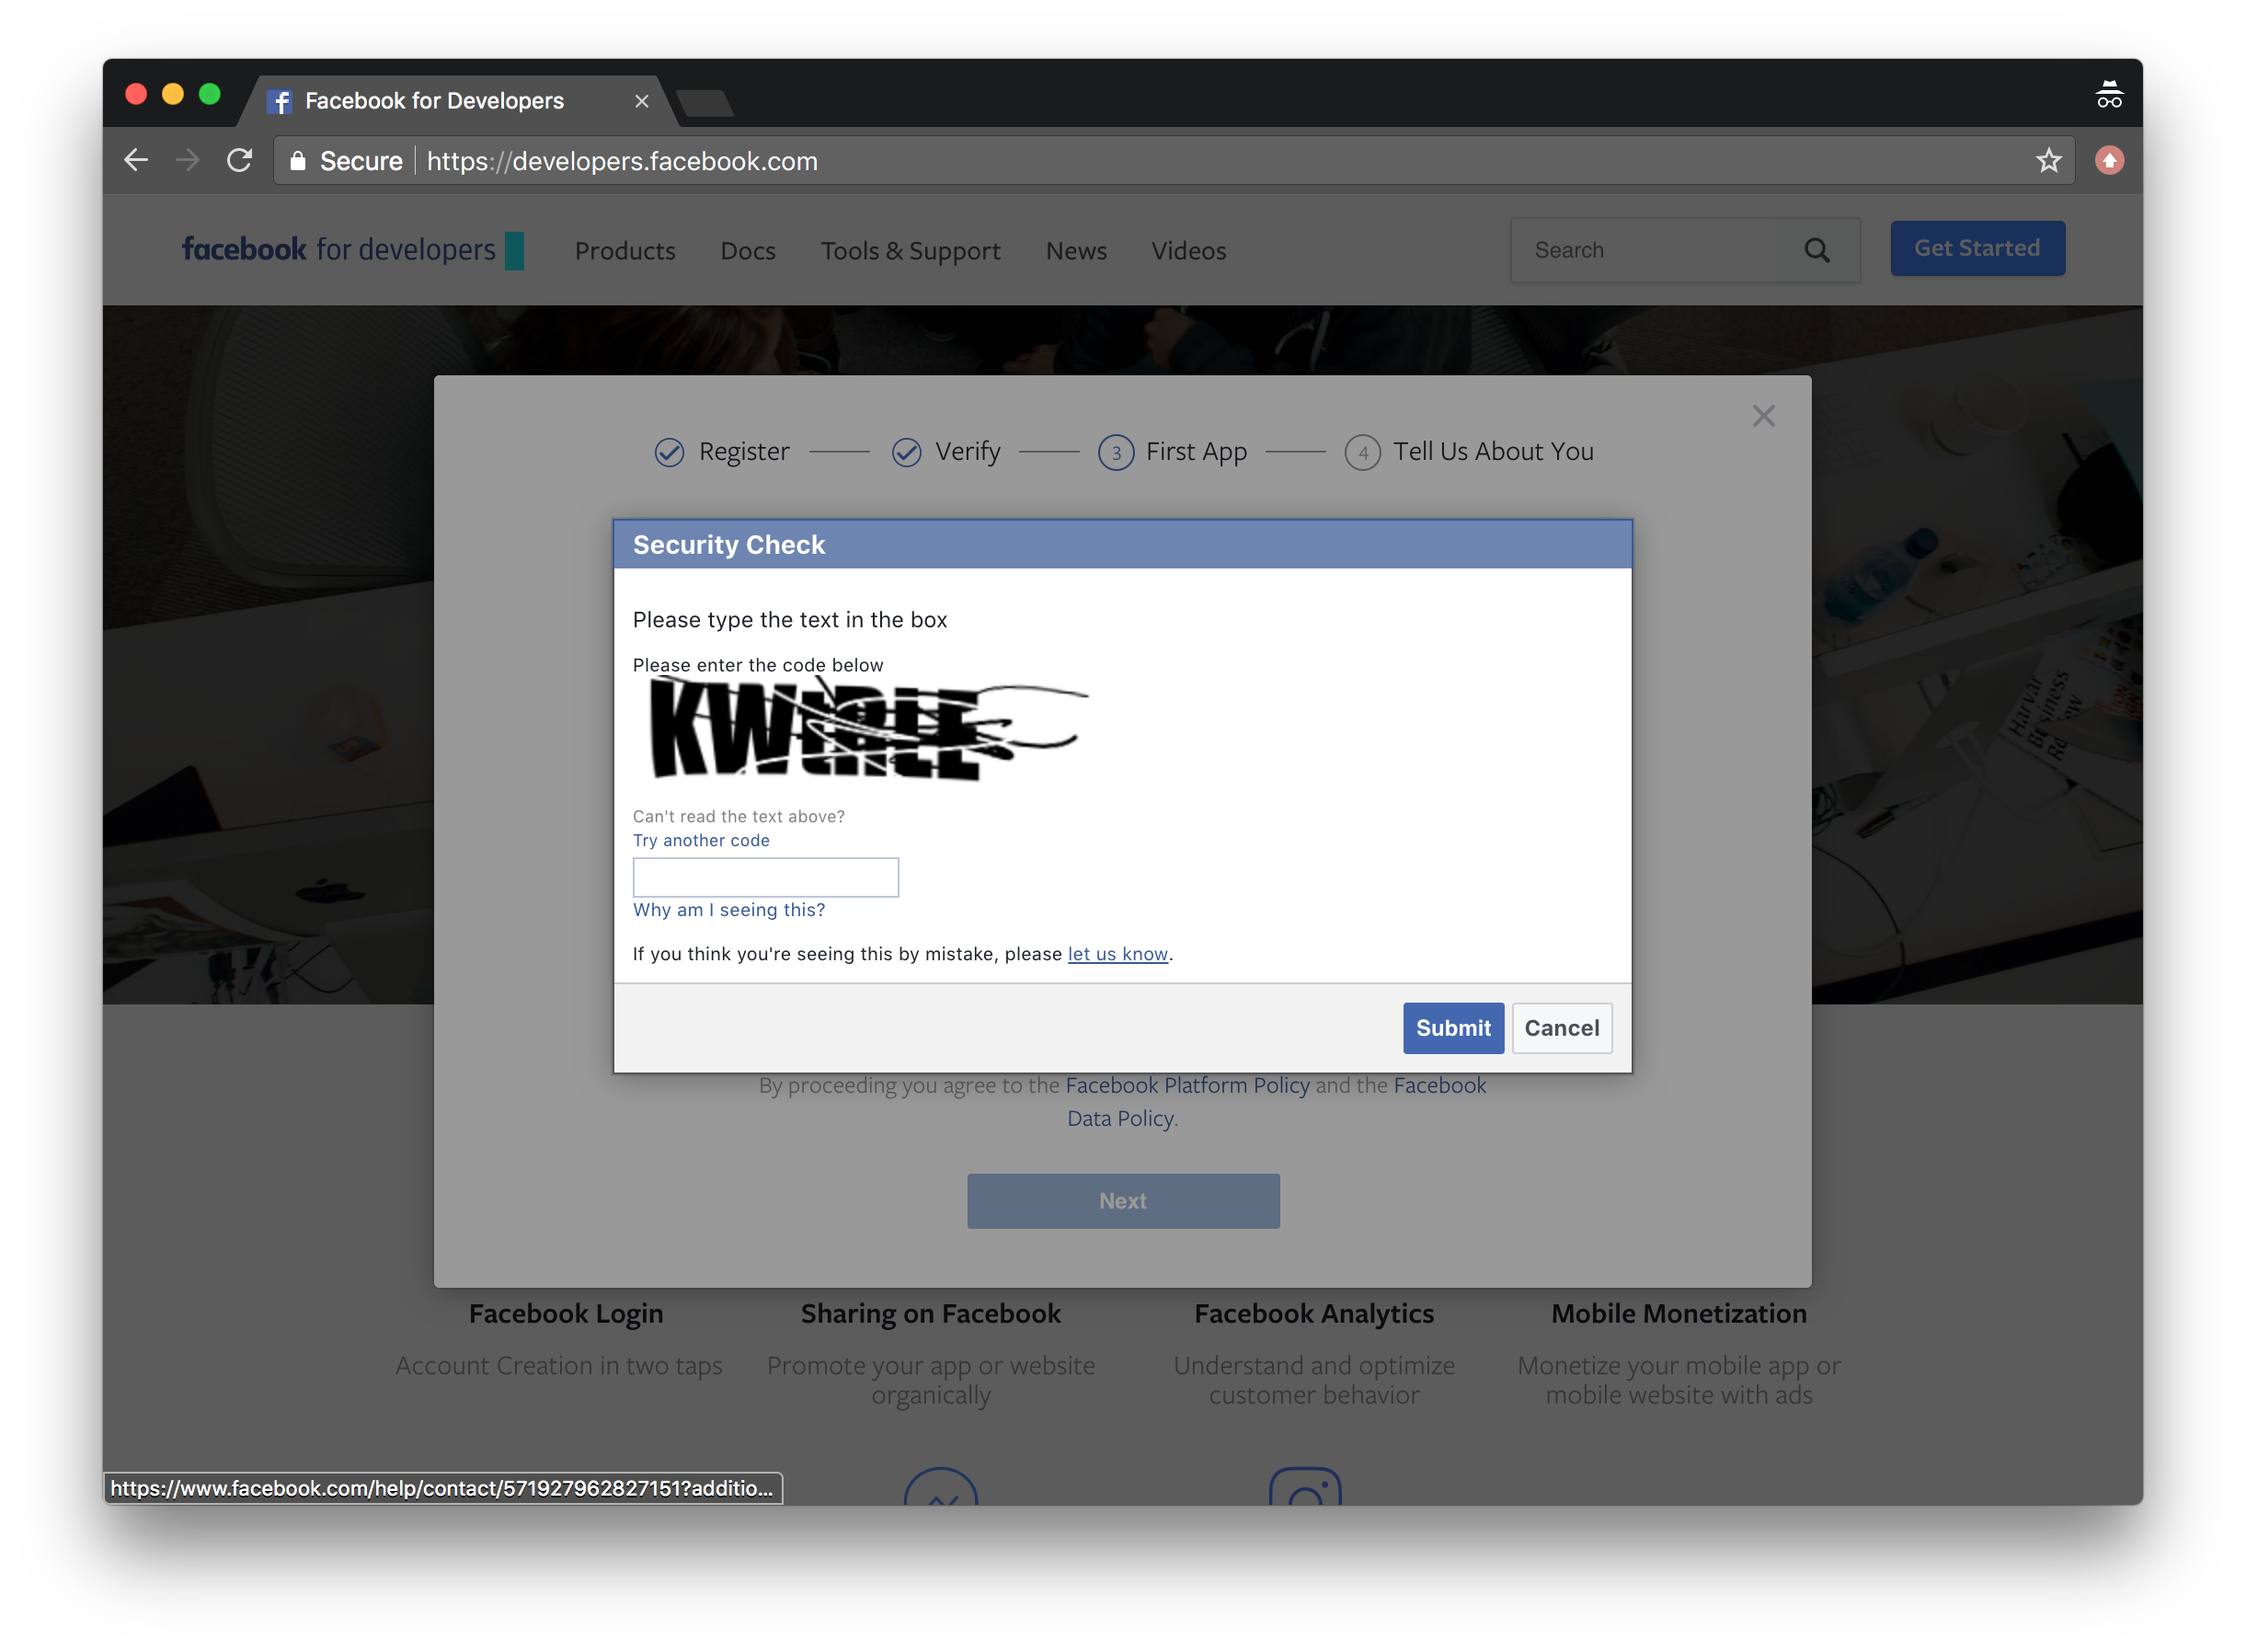 Facebook for Developers
Secure https://developers.facebook.com
facebook for developers Products Docs Tools & Support News Videos Search Get Started
Register Verify 3 First App 4 Tell Us About You
Security Check
Please type the text in the box
Please enter the code below
Can't read the text above?
Try another code
Why am I seeing this?
If you think you're seeing this by mistake, please let us know.
Submit Cancel
By proceeding you agree to the Facebook Platform Policy and the Facebook
Data Policy.
Next
Facebook Login Sharing on Facebook Facebook Analytics Mobile Monetization
Account Creation in two taps Promote your app or website Understand and optimize Monetize your mobile app or
organically customer behavior mobile website with ads
https://www.facebook.com/help/contact/571927962827151?additio...